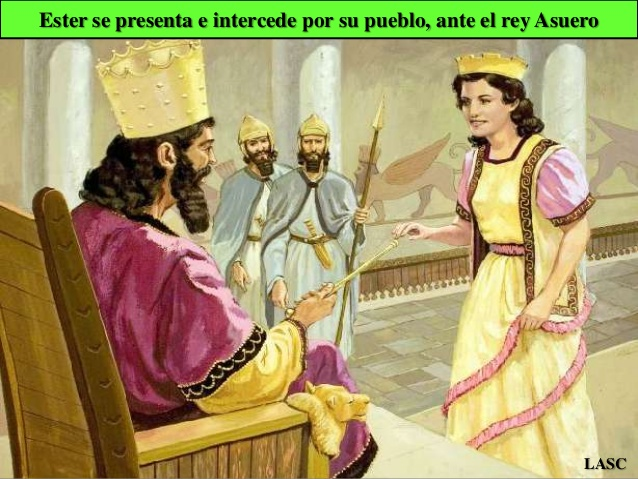 Ester se presenta e intercede por su pueblo, ante el rey Asuero
LASC